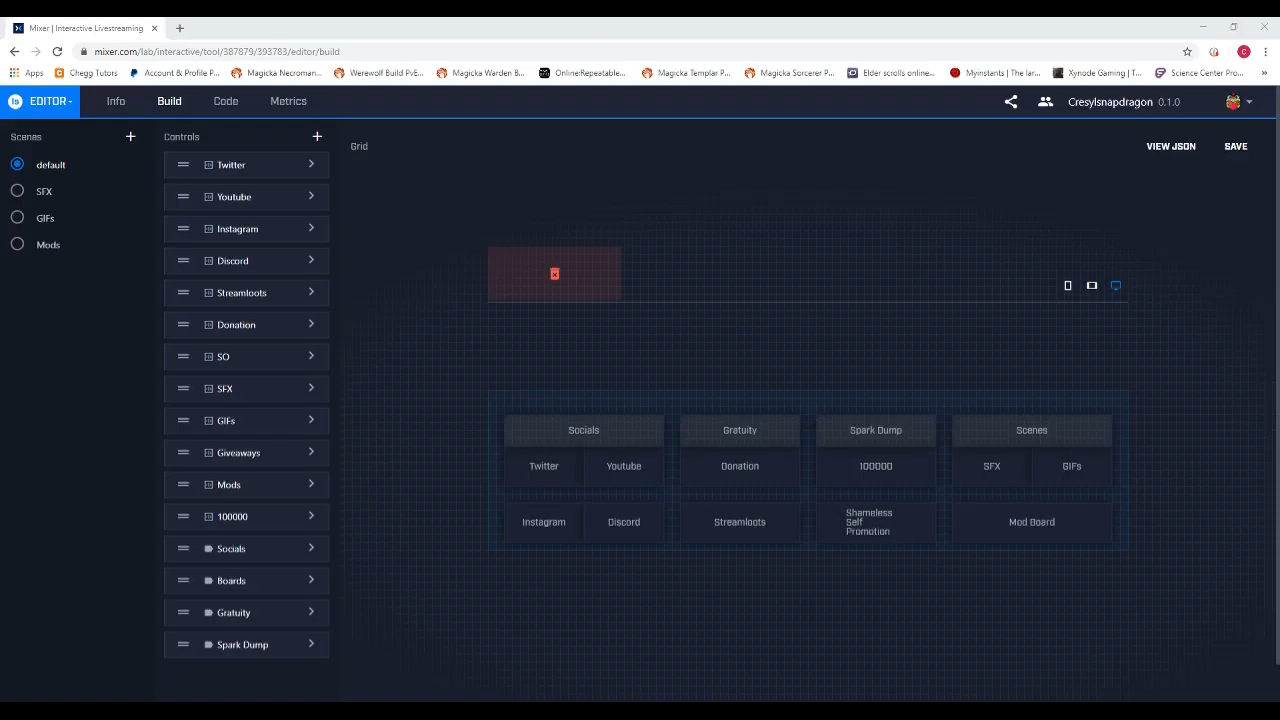 Mixer | Interactive Livestreaming
mixer.com/lab/interactive/tool/387879/393783/editor/build
C
Apps
Chegg Tutors
Account & Profile P...
Magicka Necroman...
Werewolf Build PvE...
Magicka Warden B...
Online:Repeatable...
Magicka Templar P...
Magicka Sorcerer P...
Elder scrolls online...
Myinstants | The lar...
Xynode Gaming | T...
Science Center Pro...
»
EDITOR
Info
Build
Code
Metrics
Cresylsnapdragon 0.1.0
Scenes
default
SFX
GIFs
Mods
Controls
Twitter
Youtube
Instagram
Discord
Streamloots
Donation
SO
SFX
GIFs
Giveaways
Mods
100000
Socials
Boards
Gratuity
Spark Dump
Grid
VIEW JSON
SAVE
Socials
Gratuity
Spark Dump
Scenes
Twitter
Youtube
Donation
100000
SFX
GIFs
Instagram
Discord
Streamloots
Shameless
Self
Promotion
Mod Board